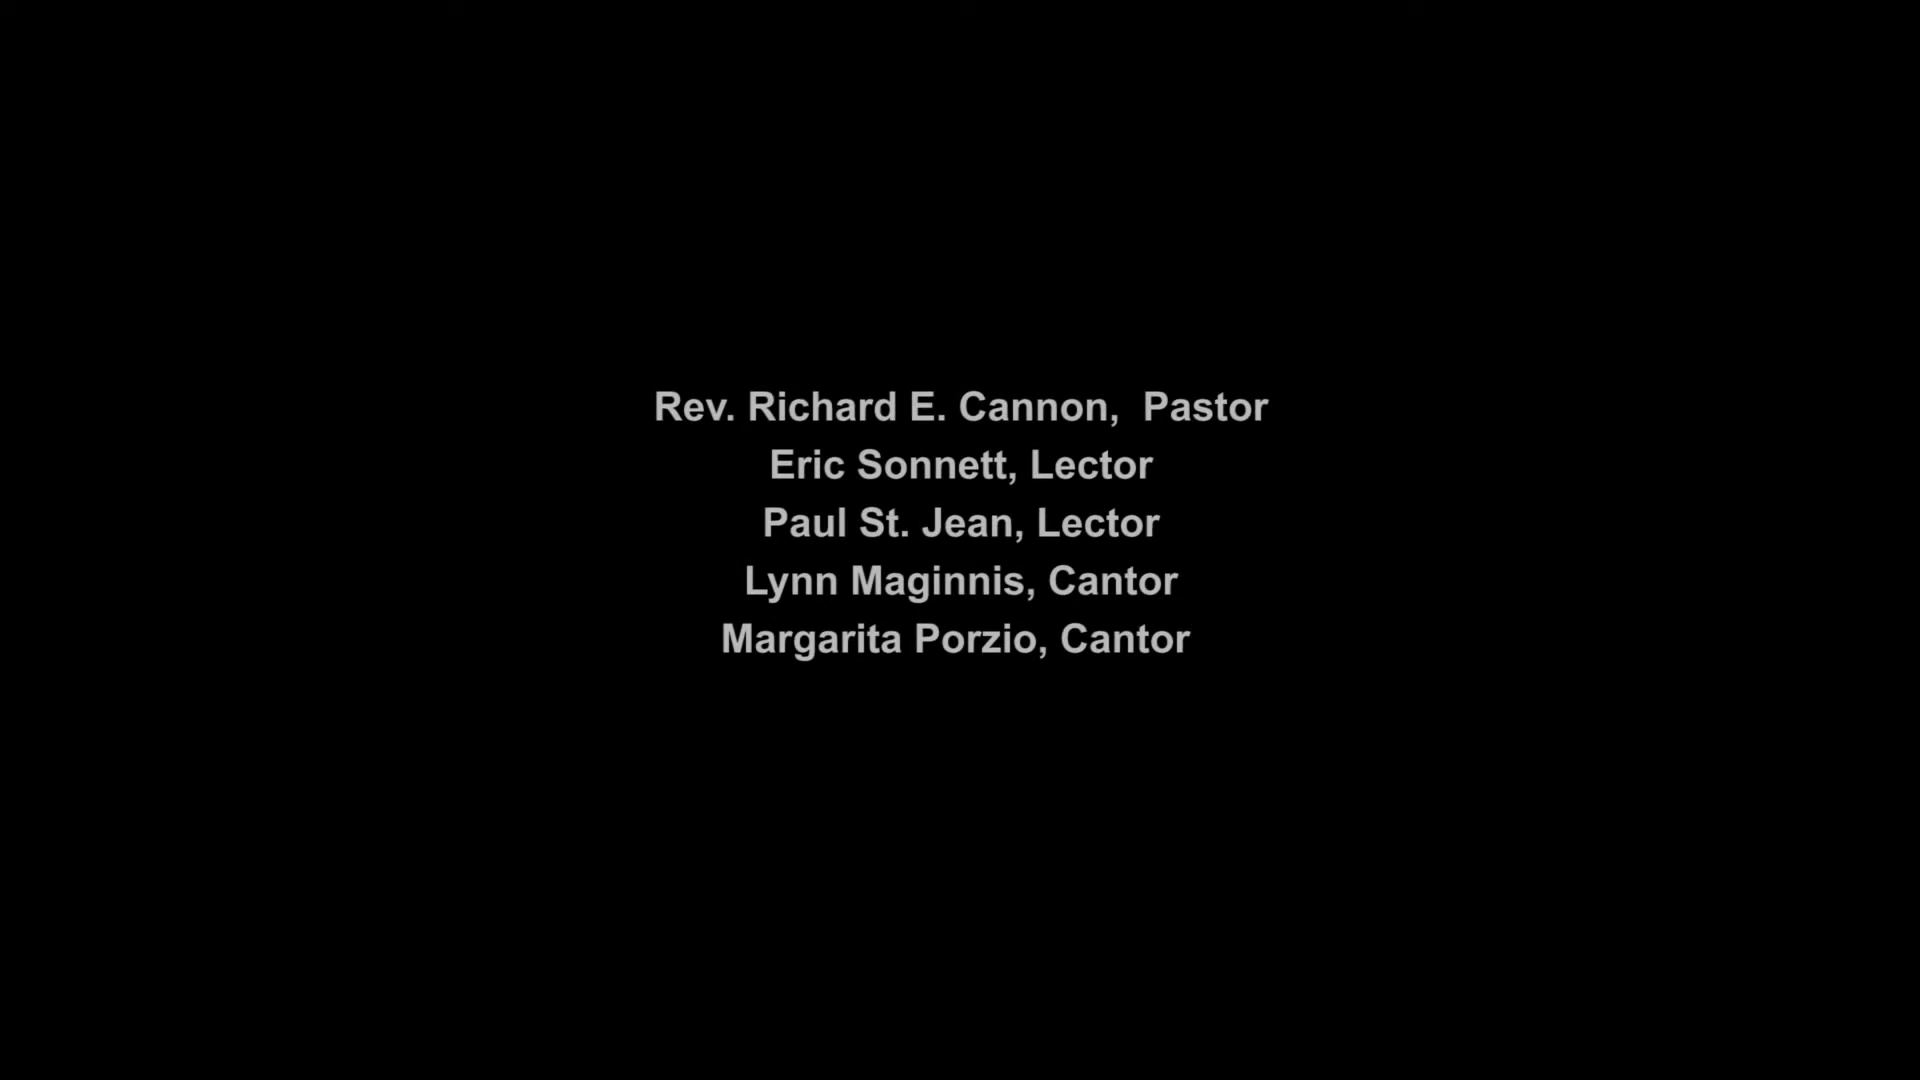 Rev. Richard E. Cannon,  Pastor
Eric Sonnett, Lector
Paul St. Jean, Lector
Lynn Maginnis, Cantor
Margarita Porzio, Cantor